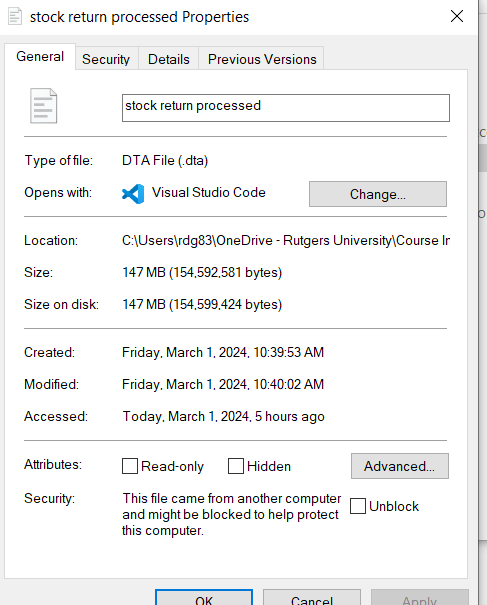 stock return processed Properties
General
Security
Details
Previous Versions
stock return processed
Type of file:
DTA File (.dta)
Opens with:
Visual Studio Code
Change...
Location:
C:\Users\rdg83\OneDrive - Rutgers University\Course In
Size:
147 MB (154,592,581 bytes)
Size on disk:
147 MB (154,599,424 bytes)
Created:
Friday, March 1, 2024, 10:39:53 AM
Modified:
Friday, March 1, 2024, 10:40:02 AM
Accessed:
Today, March 1, 2024, 5 hours ago
Attributes:
Read-only
Hidden
Advanced...
Security:
This file came from another computer
and might be blocked to help protect
this computer.
Unblock
OK
Cancel
Apply